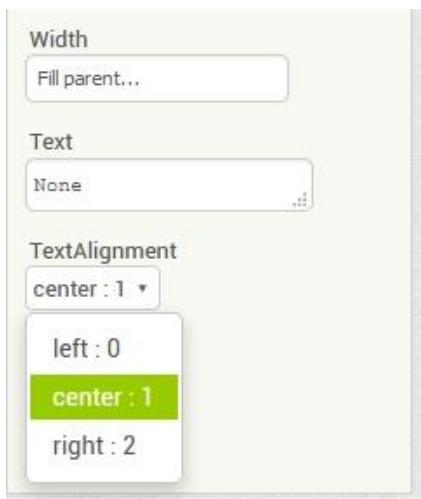 Width
Fill parent...
Text
None
TextAlignment
center : 1
left : 0
center : 1
right : 2